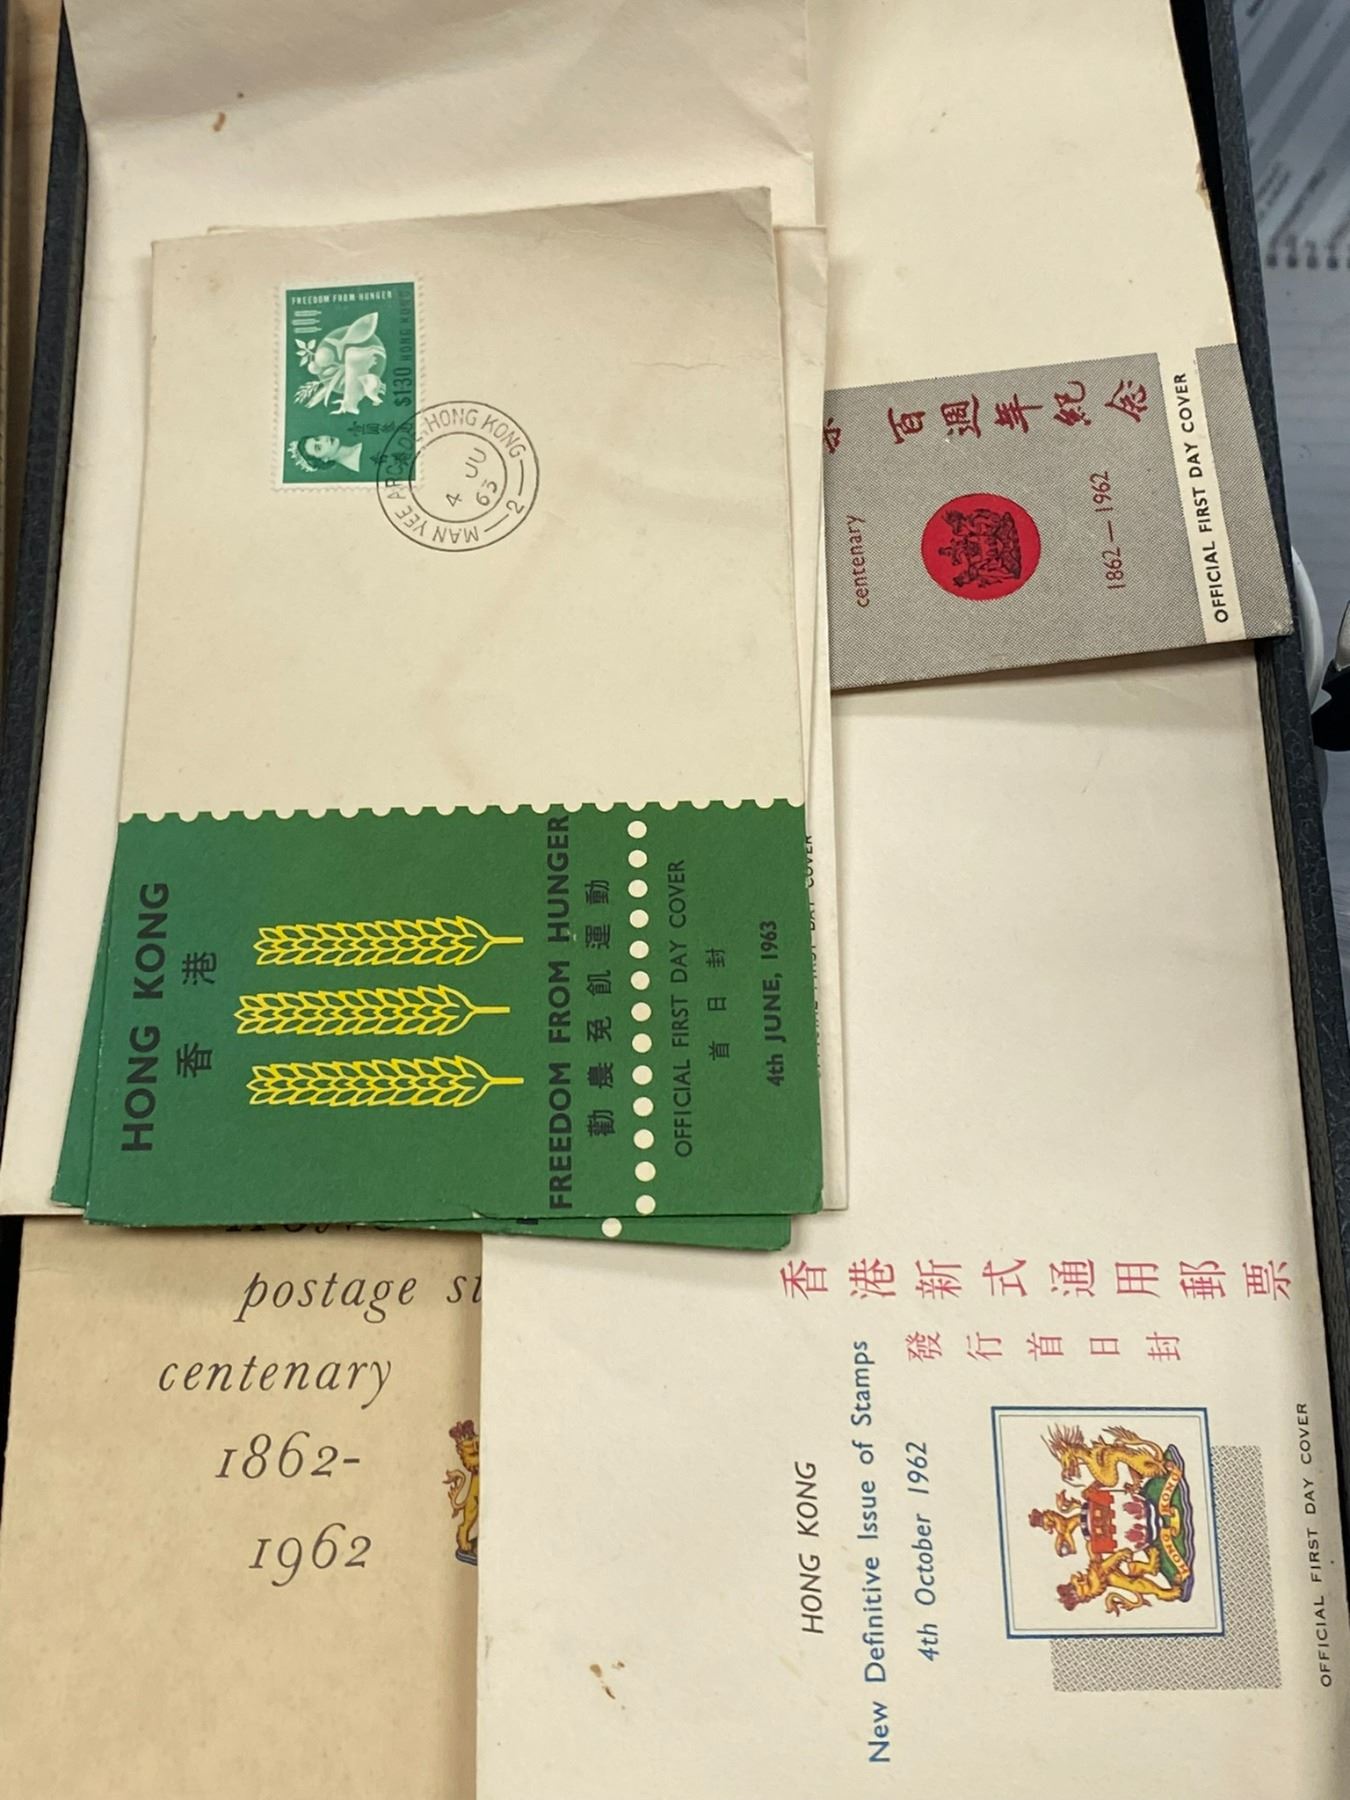 FREEDOM FROM HUNGER
HONG KONG
$1.30
HONG KONG
4 JU
63
MAN YEE ARC
2
HONG KONG
香港
FREEDOM FROM HUNGER
勸農免飢運動
OFFICIAL FIRST DAY COVER
首日封
4th JUNE, 1963
百週年紀念
centenary
1862—1962
OFFICIAL FIRST DAY COVER
postage st
centenary
1862-
1962
香港新式通用郵票
發行首日封
HONG KONG
New Definitive Issue of Stamps
4th October 1962
HONG KONG
OFFICIAL FIRST DAY COVER